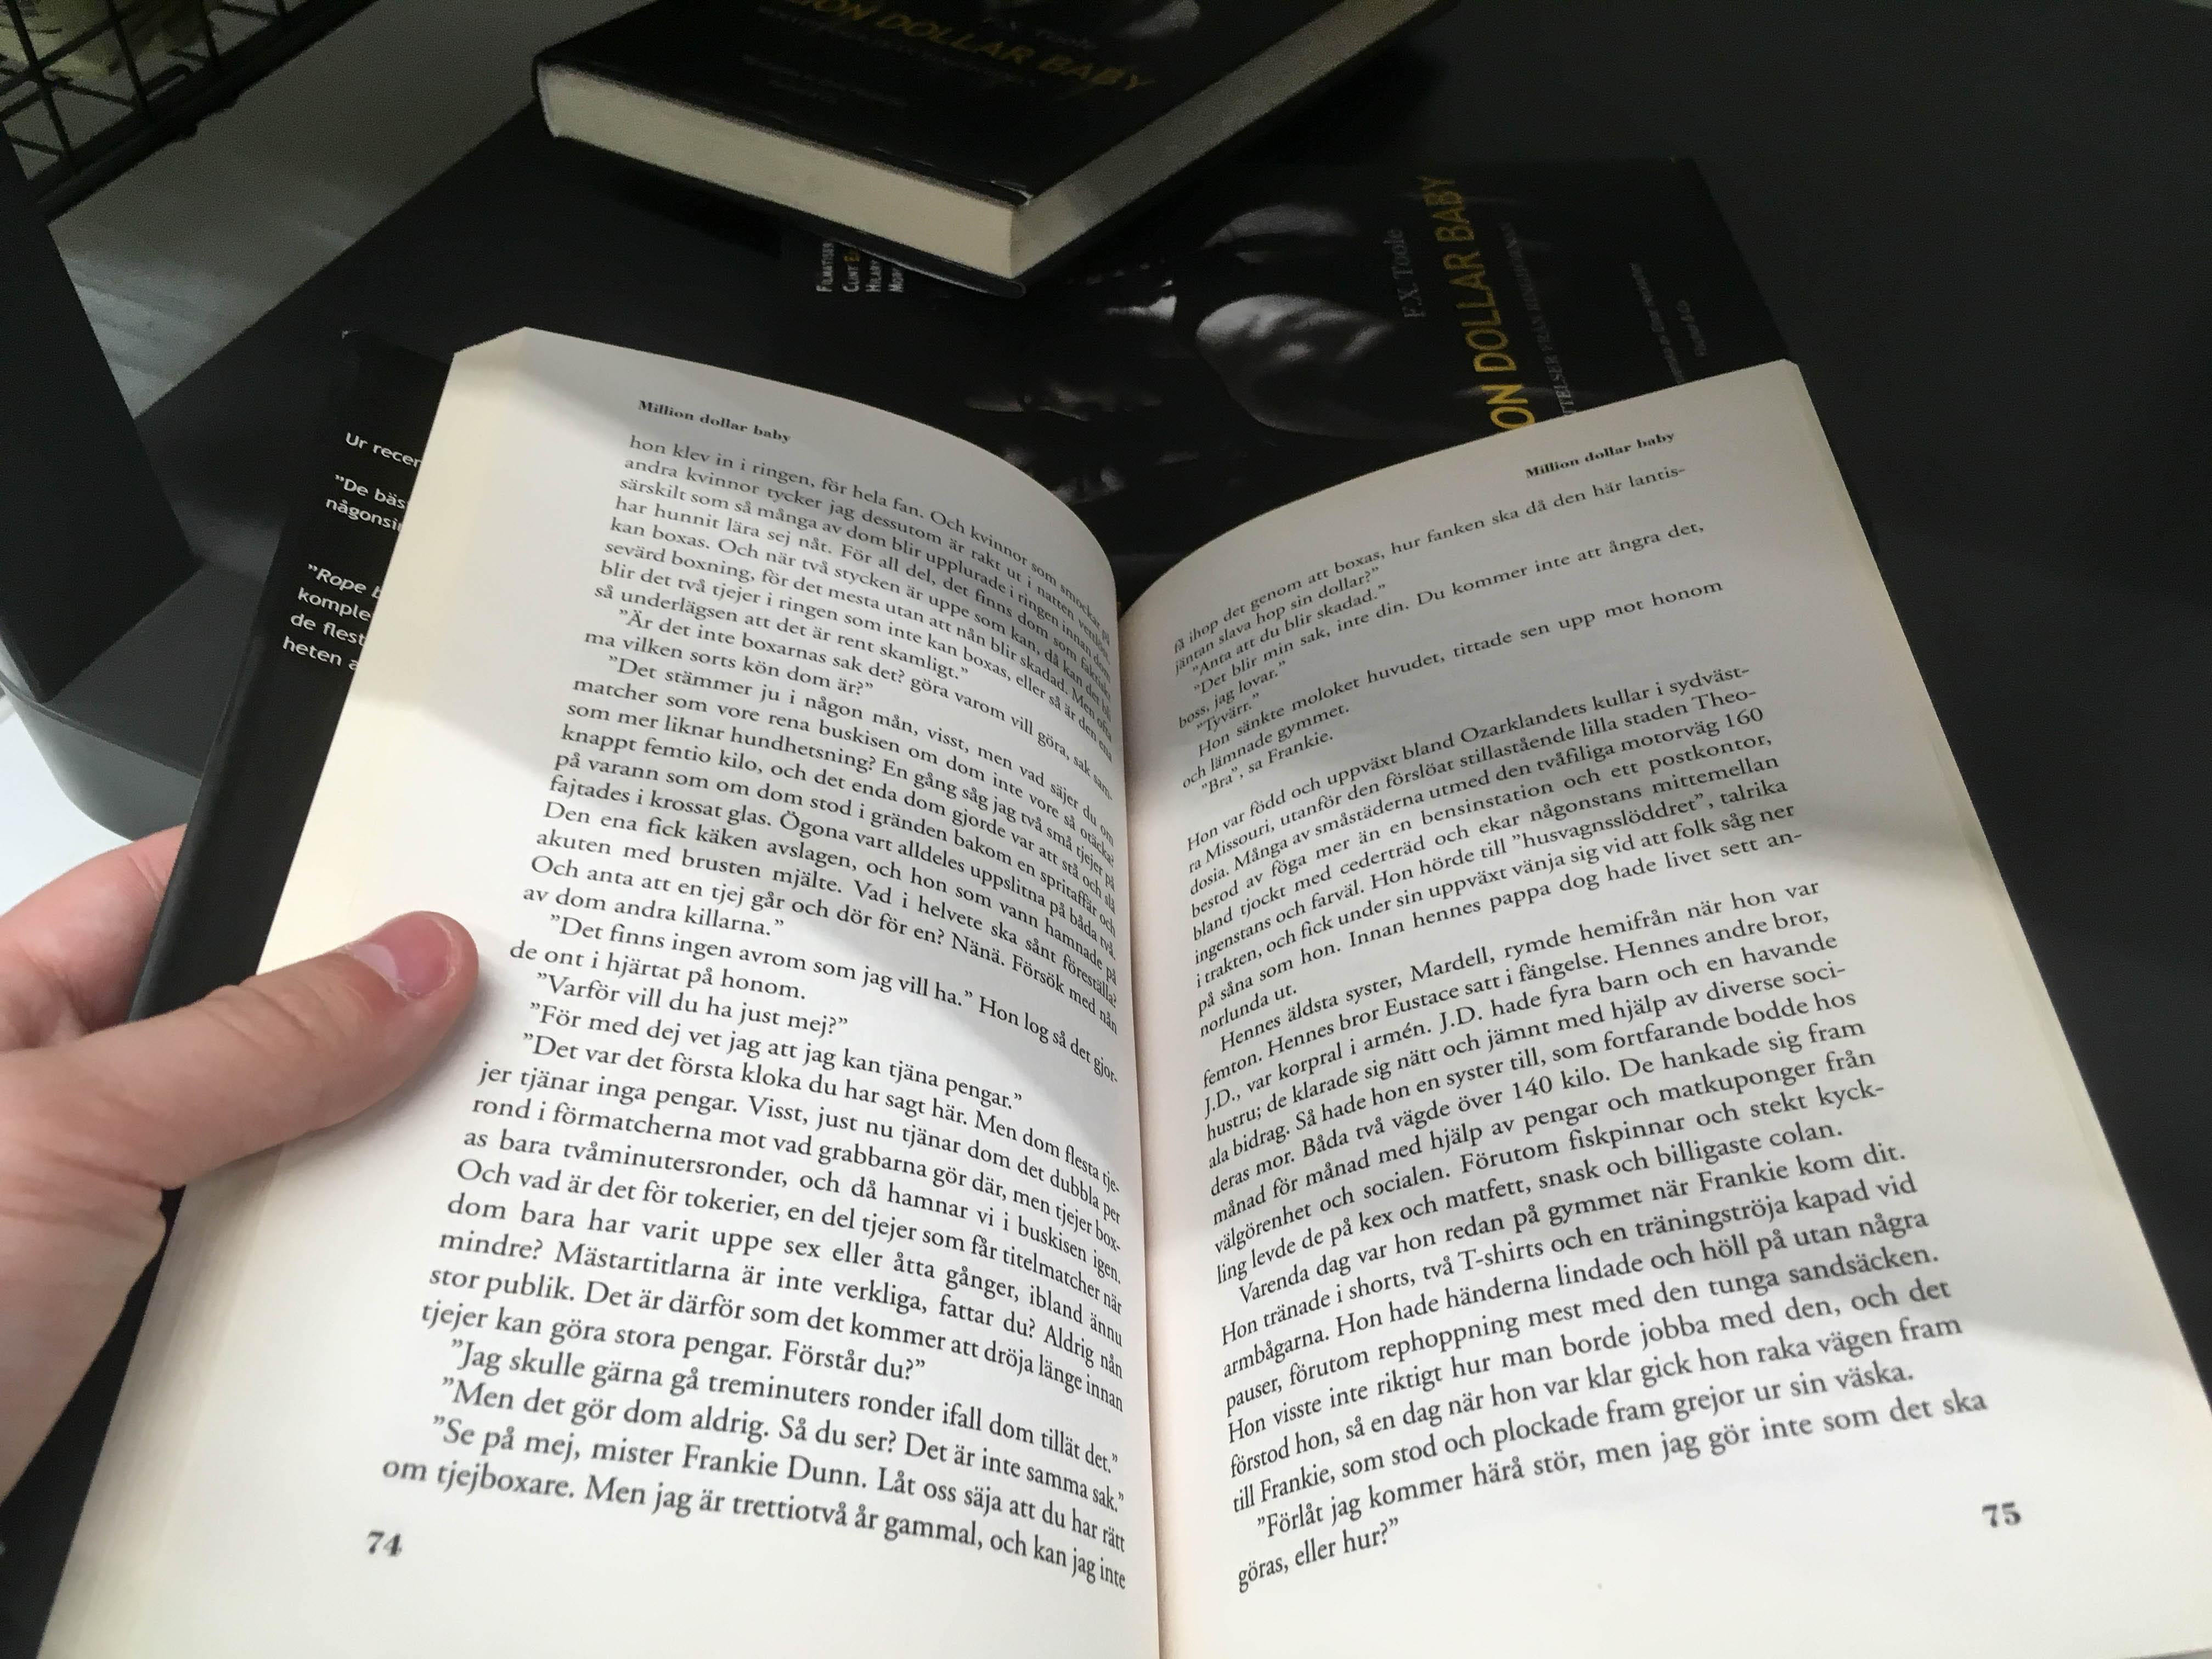 ION DOLLAR BABY
FILMATISER
CLINT E
HILARY
MOR
F.X. Toole
ON DOLLAR BABY
Ur recen
”De bäs
någonsin
”Rope b
komple
de flest
heten a
Million dollar baby
hon klev in i ringen, för hela fan. Och kvinnor som smockar på
andra kvinnor tycker jag dessutom är rakt ut i natten verklöst,
särskilt som så många av dom blir upplurade i ringen innan dom
har hunnit lära sej nåt. För all del, det finns dom som faktiskt
kan boxas. Och när två stycken är uppe som kan, då kan det bli
sevärd boxning, för det mesta utan att nån blir skadad. Men ofta
blir det två tjejer i ringen som inte kan boxas, eller så är den ena
så underlägsen att det är rent skamligt.”
”Är det inte boxarnas sak det? göra varom vill göra, sak sam-
ma vilken sorts kön dom är?”
”Det stämmer ju i någon mån, visst, men vad säjer du om
matcher som vore rena buskisen om dom inte vore så otäcka?
som mer liknar hundhetsning? En gång såg jag två små tjejer på
knappt femtio kilo, och det enda dom gjorde var att stå och slå
på varann som om dom stod i gränden bakom en spritaffär och
fajtades i krossat glas. Ögona vart alldeles uppslitna på båda två.
Den ena fick käken avslagen, och hon som vann hamnade på
akuten med brusten mjälte. Vad i helvete ska sånt föreställa?
Och anta att en tjej går och dör för en? Nänä. Försök med nån
av dom andra killarna.”
”Det finns ingen avrom som jag vill ha.” Hon log så det gjor-
de ont i hjärtat på honom.
”Varför vill du ha just mej?”
”För med dej vet jag att jag kan tjäna pengar.”
”Det var det första kloka du har sagt här. Men dom flesta tje-
jer tjänar inga pengar. Visst, just nu tjänar dom det dubbla per
rond i förmatcherna mot vad grabbarna gör där, men tjejer box-
as bara tvåminutersronder, och då hamnar vi i buskisen igen.
Och vad är det för tokerier, en del tjejer som får titelmatcher när
dom bara har varit uppe sex eller åtta gånger, ibland ännu
mindre? Mästartitlarna är inte verkliga, fattar du? Aldrig nån
stor publik. Det är därför som det kommer att dröja länge innan
tjejer kan göra stora pengar. Förstår du?”
”Jag skulle gärna gå treminuters ronder ifall dom tillät det.”
”Men det gör dom aldrig. Så du ser? Det är inte samma sak.”
”Se på mej, mister Frankie Dunn. Låt oss säja att du har rätt
om tjejboxare. Men jag är trettiotvå år gammal, och kan jag inte
74
Million dollar baby
få ihop det genom att boxas, hur fanken ska då den här lantis-
jäntan slava hop sin dollar?”
”Anta att du blir skadad.”
”Det blir min sak, inte din. Du kommer inte att ångra det,
boss, jag lovar.”
”Tyvärr.”
Hon sänkte moloket huvudet, tittade sen upp mot honom
och lämnade gymmet.
”Bra”, sa Frankie.
Hon var född och uppväxt bland Ozarklandets kullar i sydväst-
ra Missouri, utanför den förslöat stillastående lilla staden Theo-
dosia. Många av småstäderna utmed den tvåfiliga motorväg 160
bestod av föga mer än en bensinstation och ett postkontor,
bland tjockt med cederträd och ekar någonstans mittemellan
ingenstans och farväl. Hon hörde till ”husvagnsslöddret”, talrika
i trakten, och fick under sin uppväxt vänja sig vid att folk såg ner
på såna som hon. Innan hennes pappa dog hade livet sett an-
norlunda ut.
Hennes äldsta syster, Mardell, rymde hemifrån när hon var
femton. Hennes bror Eustace satt i fängelse. Hennes andre bror,
J.D., var korpral i armén. J.D. hade fyra barn och en havande
hustru; de klarade sig nätt och jämnt med hjälp av diverse soci-
ala bidrag. Så hade hon en syster till, som fortfarande bodde hos
deras mor. Båda två vägde över 140 kilo. De hankade sig fram
månad för månad med hjälp av pengar och matkuponger från
välgörenhet och socialen. Förutom fiskpinnar och stekt kyck-
ling levde de på kex och matfett, snask och billigaste colan.
Varenda dag var hon redan på gymmet när Frankie kom dit.
Hon tränade i shorts, två T-shirts och en träningströja kapad vid
armbågarna. Hon hade händerna lindade och höll på utan några
pauser, förutom rephoppning mest med den tunga sandsäcken.
Hon visste inte riktigt hur man borde jobba med den, och det
förstod hon, så en dag när hon var klar gick hon raka vägen fram
till Frankie, som stod och plockade fram grejor ur sin väska.
”Förlåt jag kommer härå stör, men jag gör inte som det ska
göras, eller hur?”
75